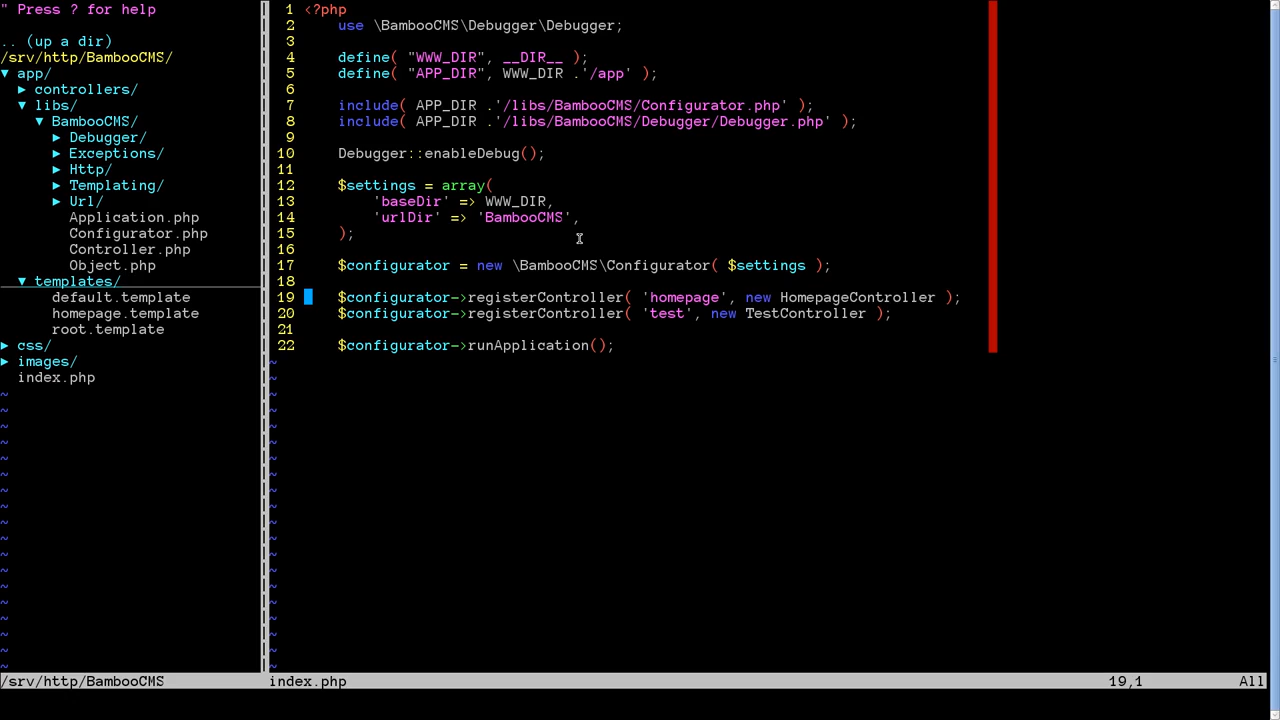 " Press ? for help
.. (up a dir)
/srv/http/BambooCMS/
▼ app/
▶ controllers/
▼ libs/
▼ BambooCMS/
▶ Debugger/
▶ Exceptions/
▶ Http/
▶ Templating/
▶ Url/
Application.php
Configurator.php
Controller.php
Object.php
▼ templates/
default.template
homepage.template
root.template
▶ css/
▶ images/
index.php
/srv/http/BambooCMS
1 <?php
2 use \BambooCMS\Debugger\Debugger;
3
4 define( "WWW_DIR", __DIR__ );
5 define( "APP_DIR", WWW_DIR .'/app' );
6
7 include( APP_DIR .'/libs/BambooCMS/Configurator.php' );
8 include( APP_DIR .'/libs/BambooCMS/Debugger/Debugger.php' );
9
10 Debugger::enableDebug();
11
12 $settings = array(
13 'baseDir' => WWW_DIR,
14 'urlDir' => 'BambooCMS',
15 );
16
17 $configurator = new \BambooCMS\Configurator( $settings );
18
19 $configurator->registerController( 'homepage', new HomepageController );
20 $configurator->registerController( 'test', new TestController );
21
22 $configurator->runApplication();
index.php 19,1 All